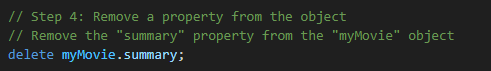 // Step 4: Remove a property from the object
// Remove the "summary" property from the "myMovie" object
delete myMovie.summary;